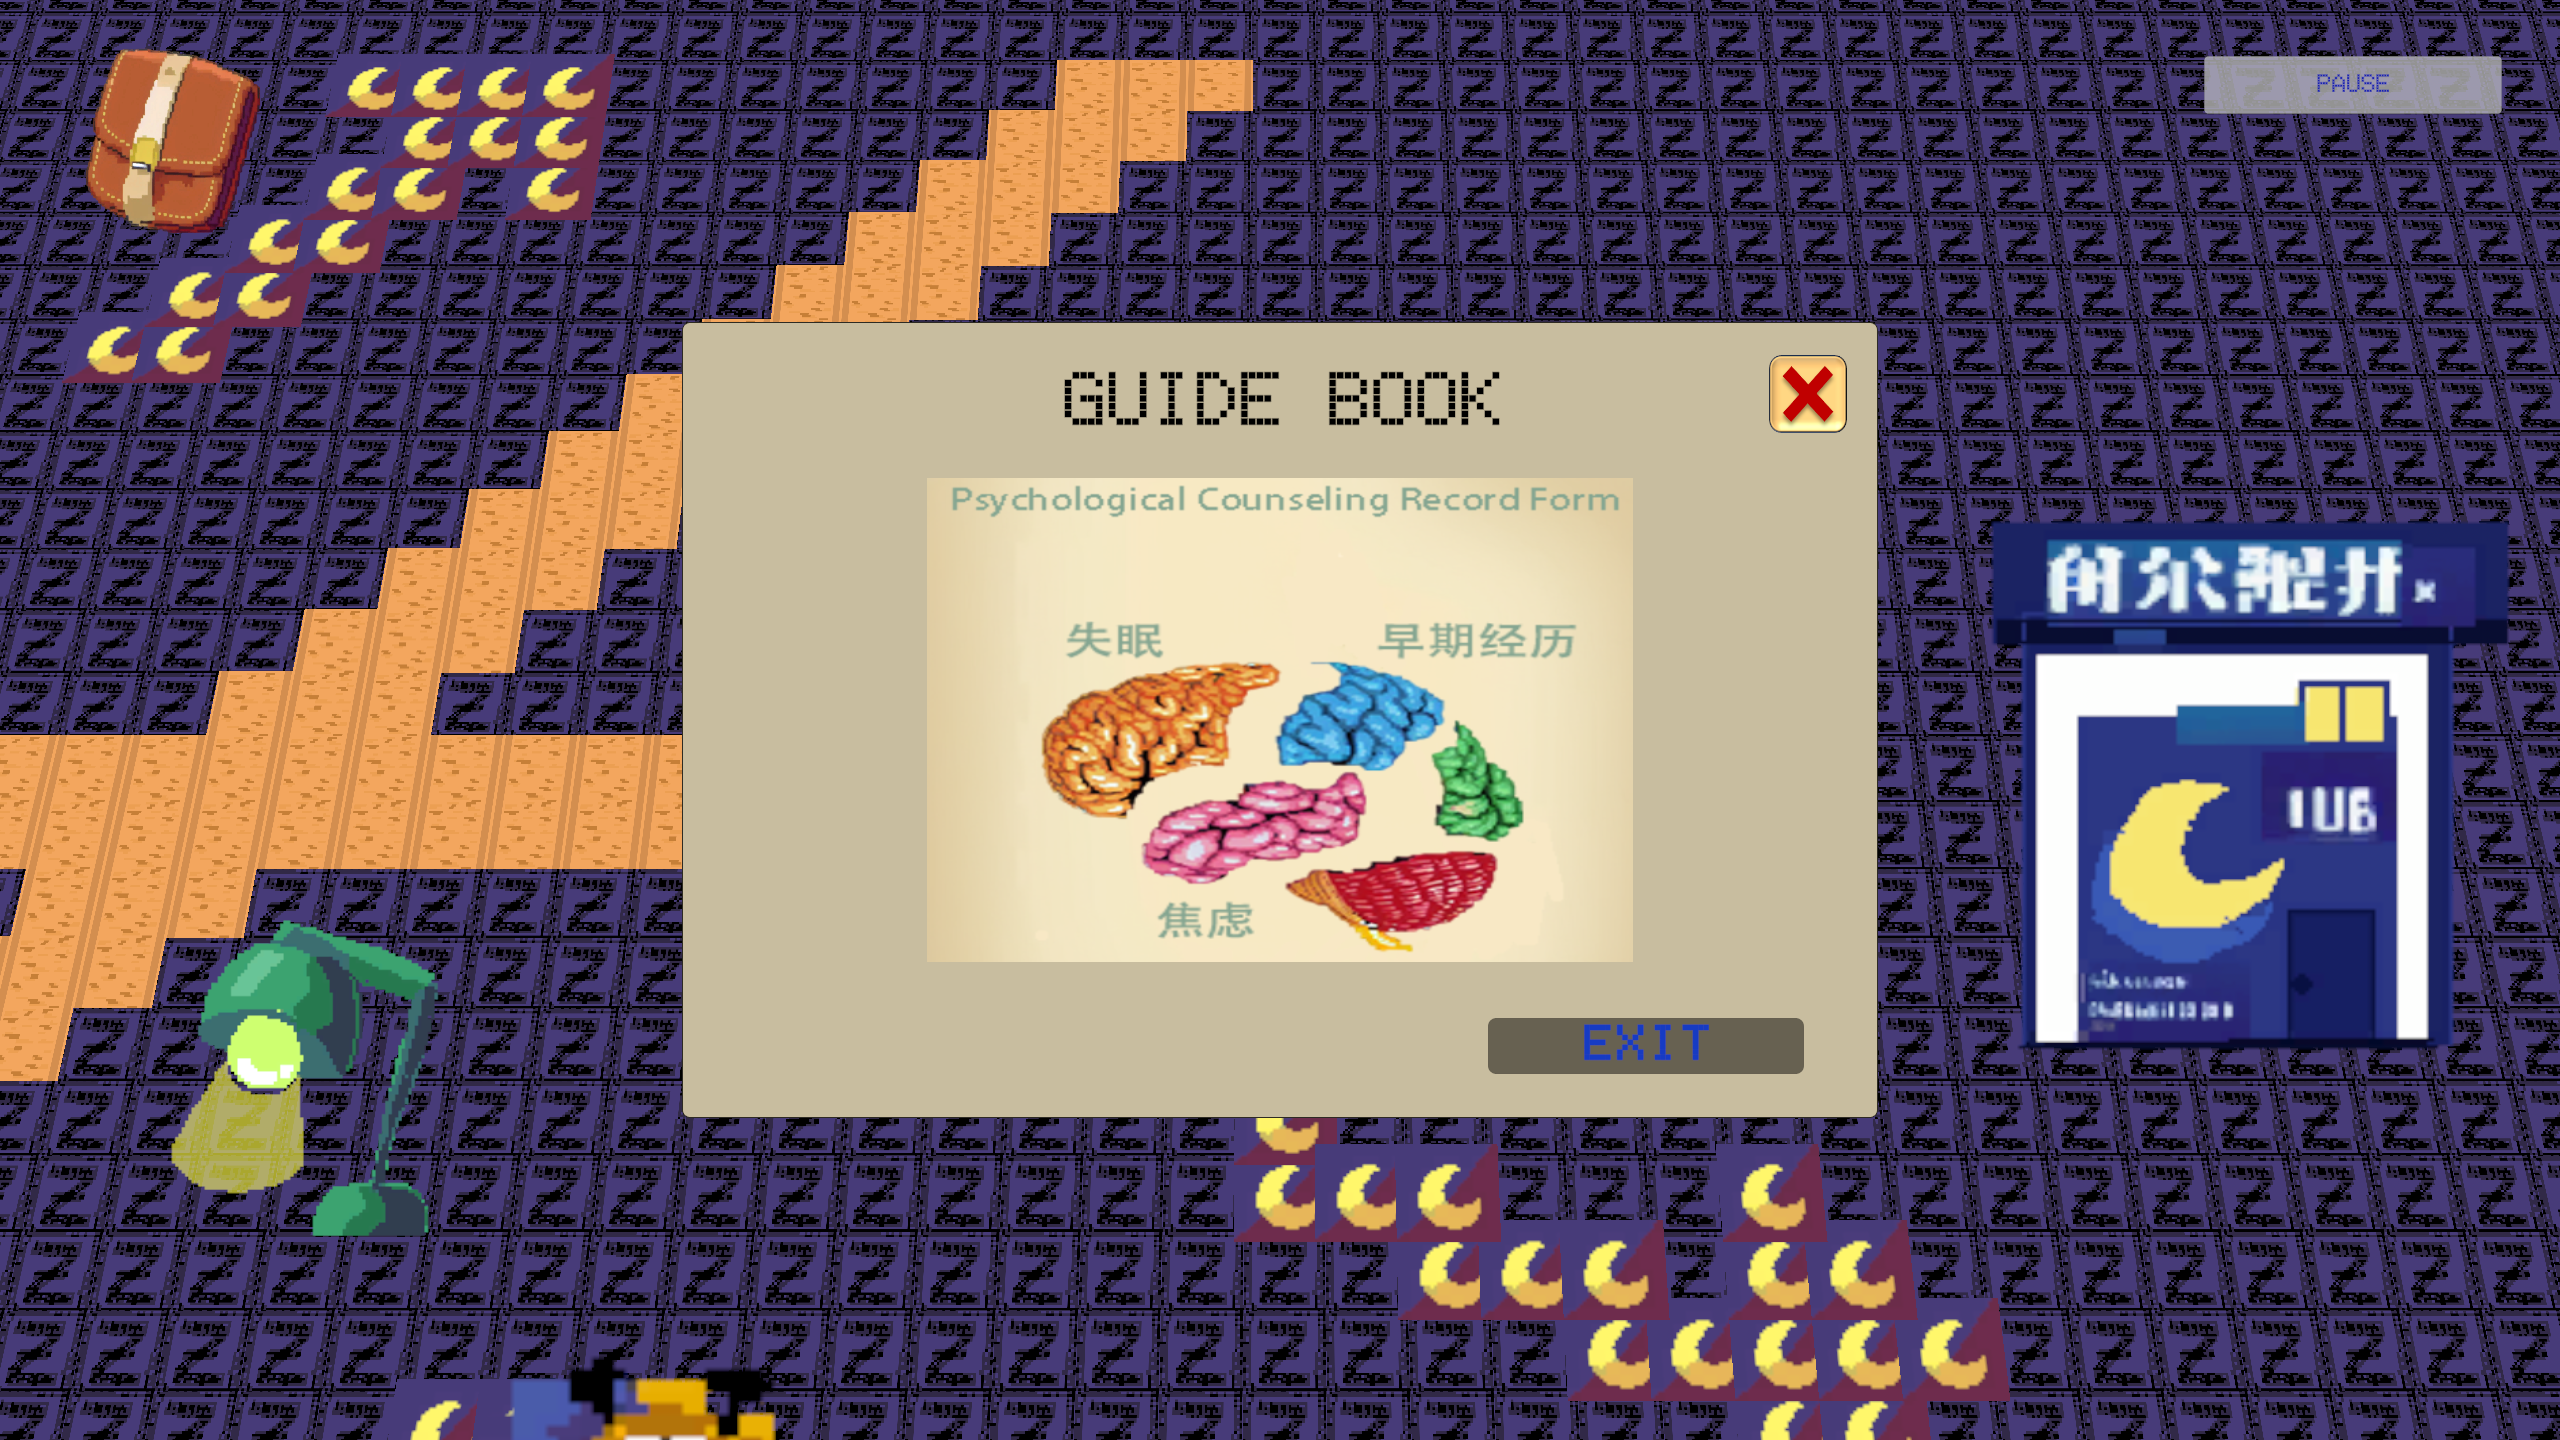 PAUSE
GUIDE BOOK
Psychological Counseling Record Form
失眠
早期经历
焦虑
EXIT